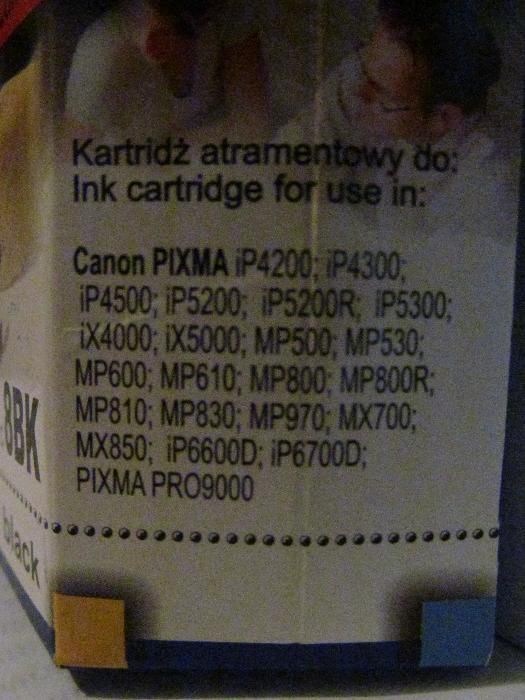 Kartridż atramentowy do:
Ink cartridge for use in:
Canon PIXMA iP4200; iP4300;
iP4500; iP5200; iP5200R; iP5300;
iX4000; iX5000; MP500; MP530;
MP600; MP610; MP800; MP800R;
MP810; MP830; MP970; MX700;
MX850; iP6600D; iP6700D;
PIXMA PRO9000
8BK
black